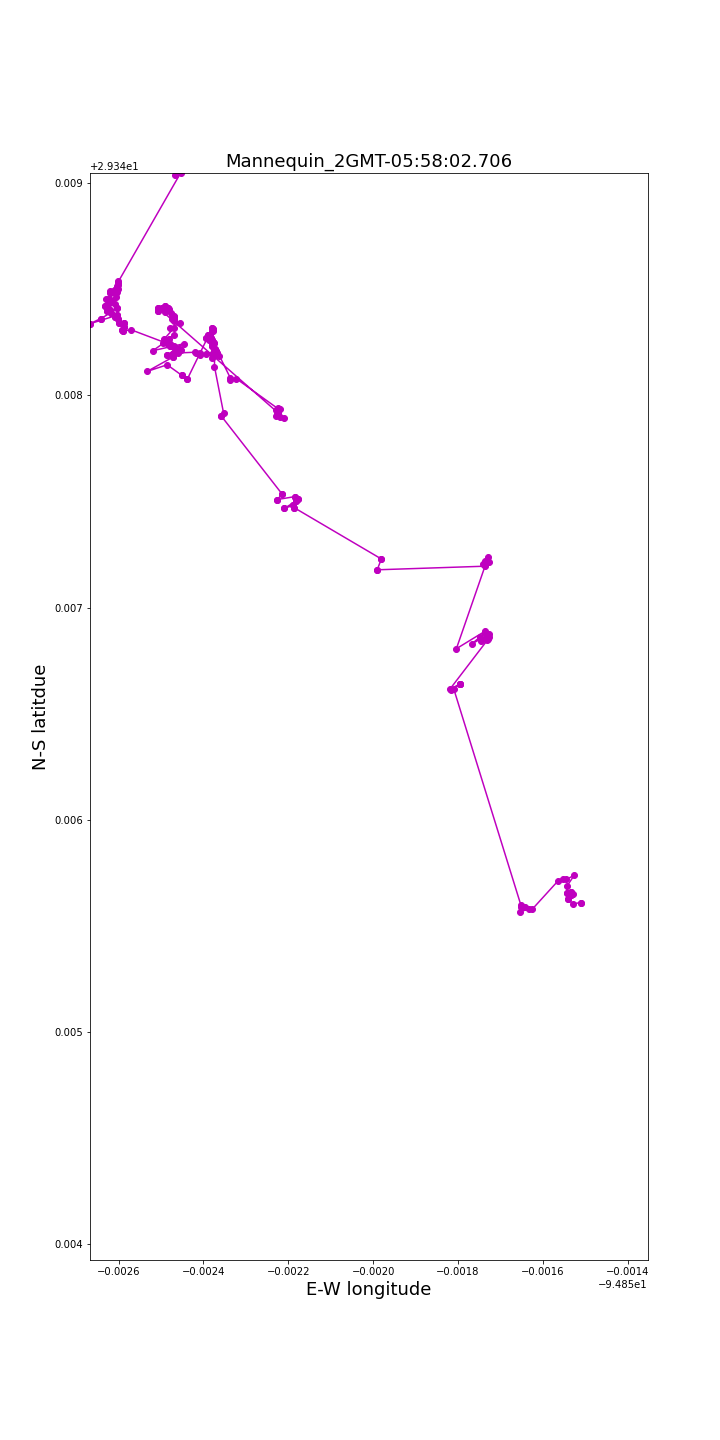 Mannequin_2GMT-05:58:02.706
+2.934e1
0.009
0.008
0.007
0.006
0.005
0.004
N-S latitdue
−0.0026 −0.0024 −0.0022 −0.0020 −0.0018 −0.0016 −0.0014
−9.485e1
E-W longitude